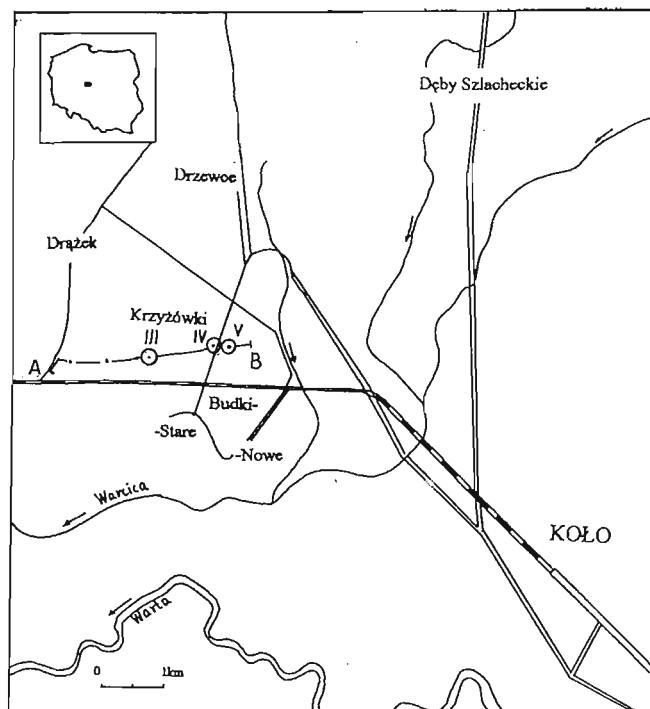 Dęby Szlacheckie
Drzewoe
Drążek
Krzyżówki
III
IV
V
A
B
Budki-
-Stare
-Nowe
Warcica
KOŁO
Warta
0
1km